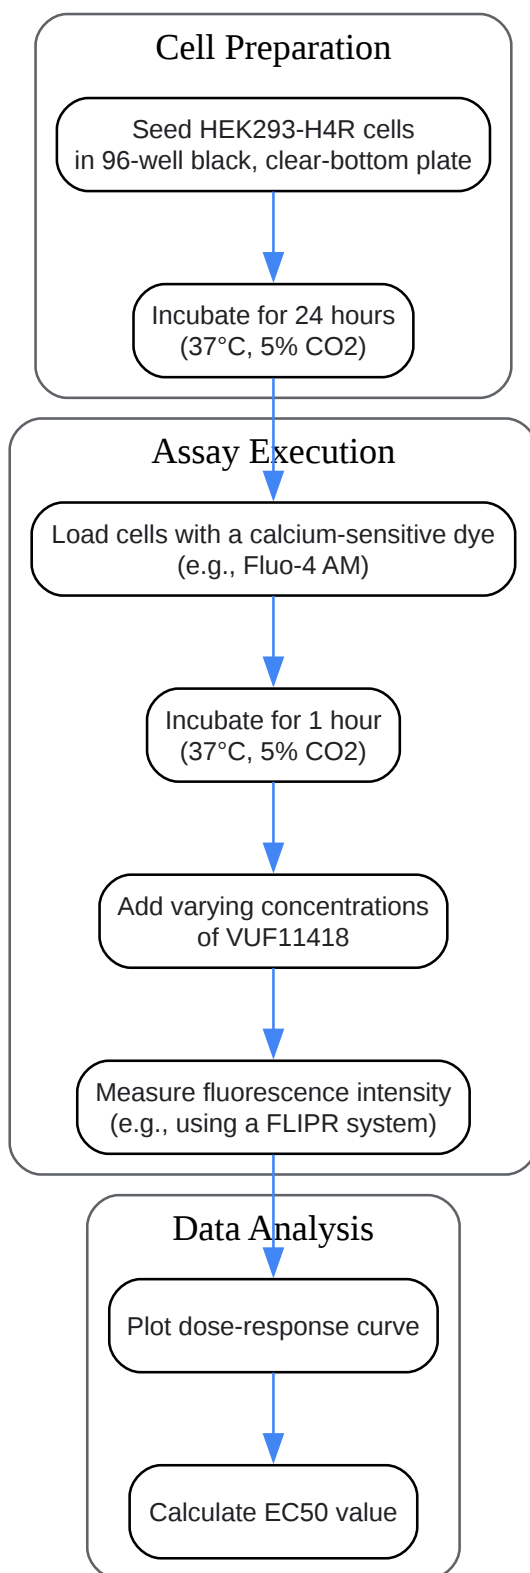 Cell Preparation
Seed HEK293-H4R cells
in 96-well black, clear-bottom plate
Incubate for 24 hours
(37°C, 5% CO2)
Assay Execution
Load cells with a calcium-sensitive dye
(e.g., Fluo-4 AM)
Incubate for 1 hour
(37°C, 5% CO2)
Add varying concentrations
of VUF11418
Measure fluorescence intensity
(e.g., using a FLIPR system)
Data Analysis
Plot dose-response curve
Calculate EC50 value